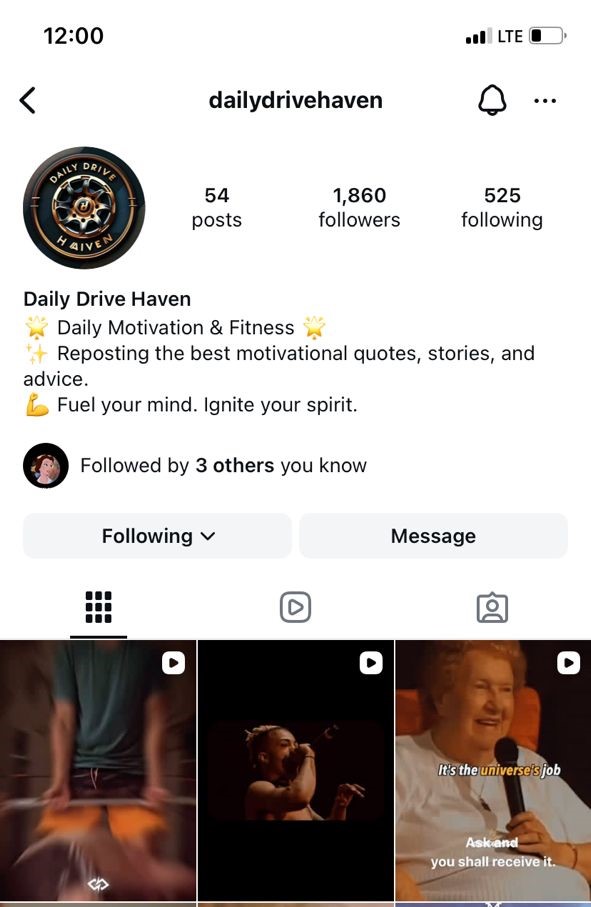 12:00
LTE
dailydrivehaven
DAILY DRIVE
HAIVEN
54
posts
1,860
followers
525
following
Daily Drive Haven
🌟 Daily Motivation & Fitness 🌟
✨ Reposting the best motivational quotes, stories, and
advice.
💪 Fuel your mind. Ignite your spirit.
Followed by 3 others you know
Following
Message
It's the universe's job
Ask and
you shall receive it.